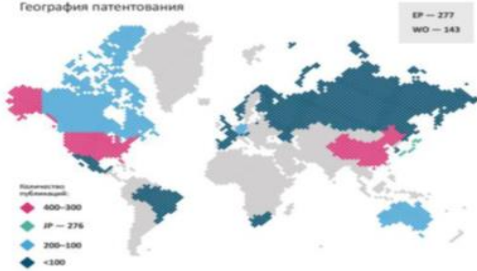 География патентования
EP — 277
WO — 143
Количество
публикаций:
400–300
JP — 276
200–100
<100